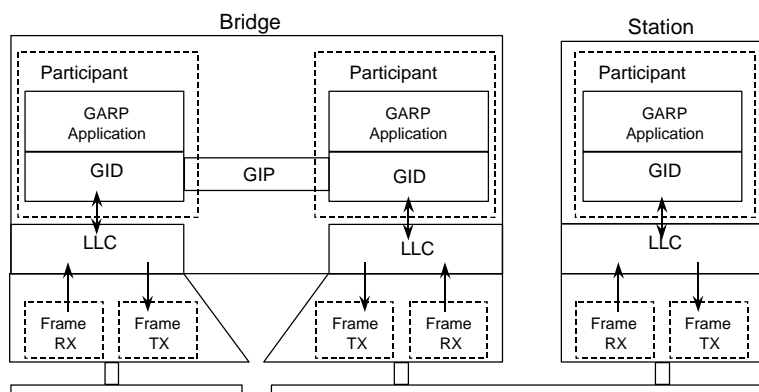 Bridge
Station
Participant
Participant
Participant
GARP
Application
GARP
Application
GARP
Application
GID
GIP
GID
GID
LLC
LLC
LLC
Frame
RX
Frame
TX
Frame
TX
Frame
RX
Frame
RX
Frame
TX